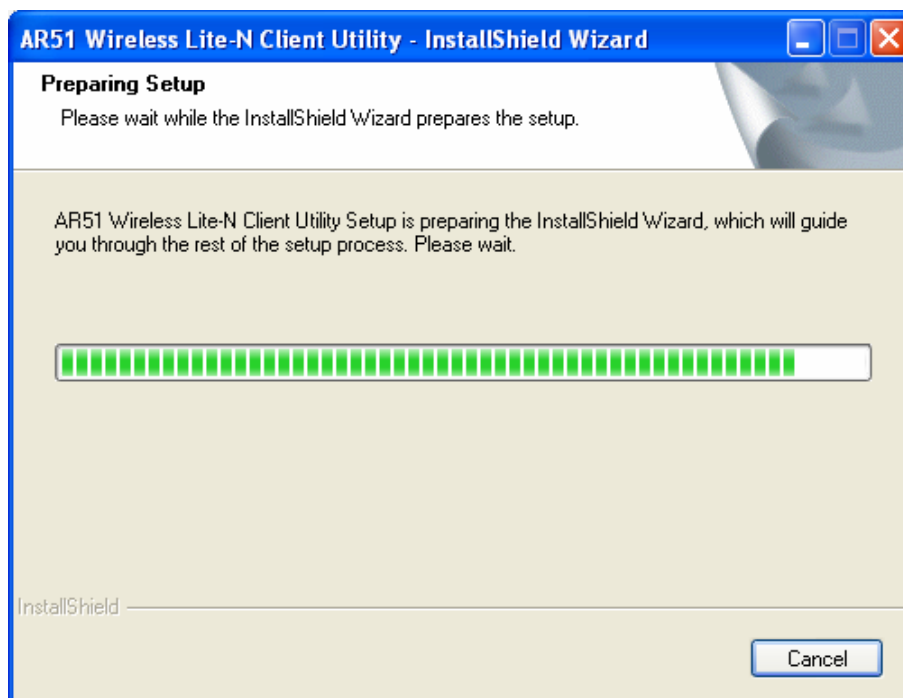 AR51 Wireless Lite-N Client Utility - InstallShield Wizard
Preparing Setup
Please wait while the InstallShield Wizard prepares the setup.
AR51 Wireless Lite-N Client Utility Setup is preparing the InstallShield Wizard, which will guide
you through the rest of the setup process. Please wait.
InstallShield
Cancel